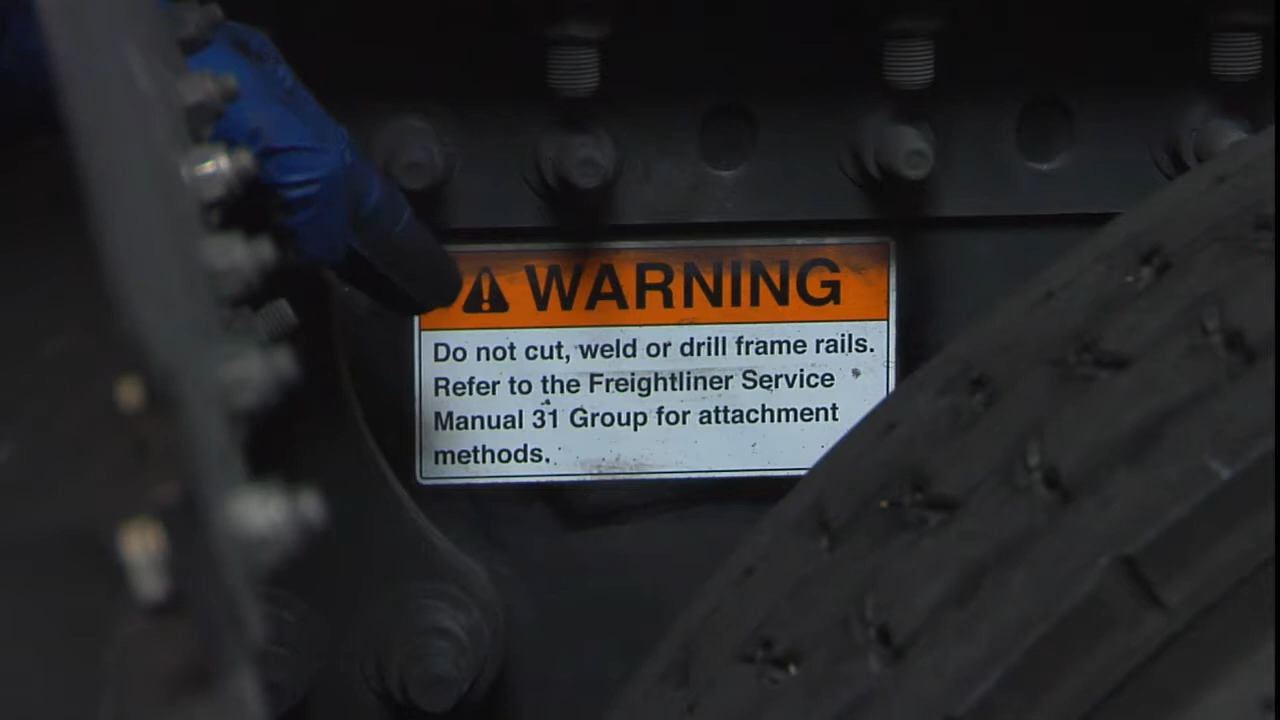 WARNING
Do not cut, weld or drill frame rails.
Refer to the Freightliner Service
Manual 31 Group for attachment
methods.